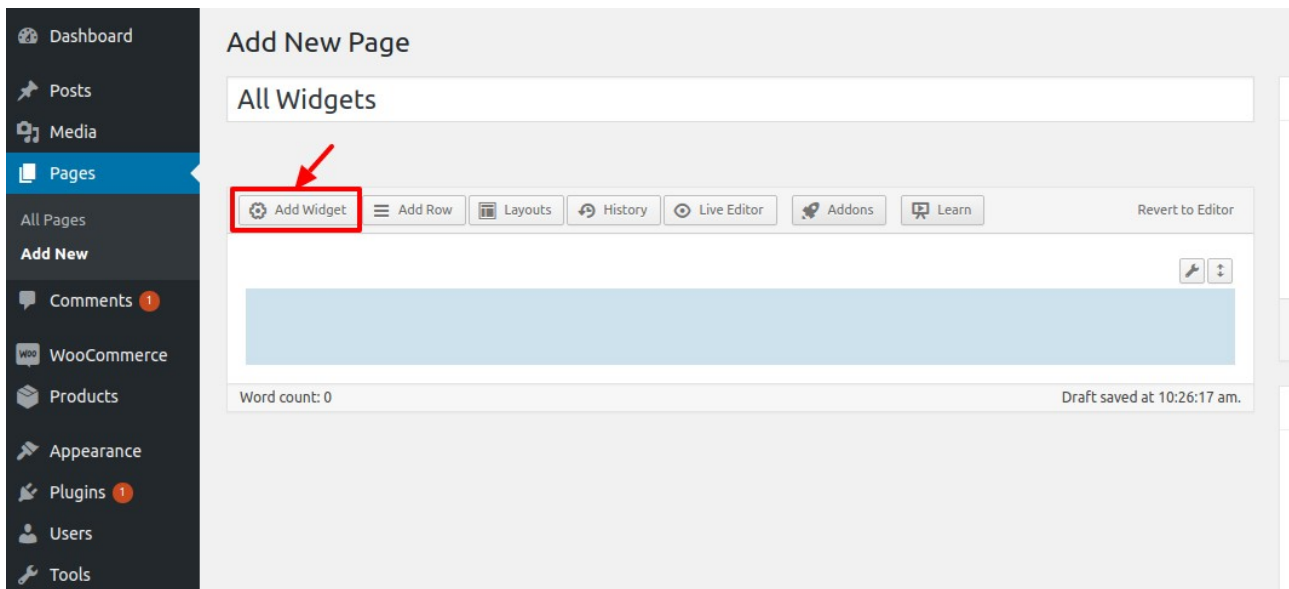 Dashboard
Posts
Media
Pages
All Pages
Add New
Comments 1
WOO WooCommerce
Products
Appearance
Plugins 1
Users
Tools
Add New Page
All Widgets
Add Widget Add Row Layouts History Live Editor Addons Learn Revert to Editor
Word count: 0 Draft saved at 10:26:17 am.